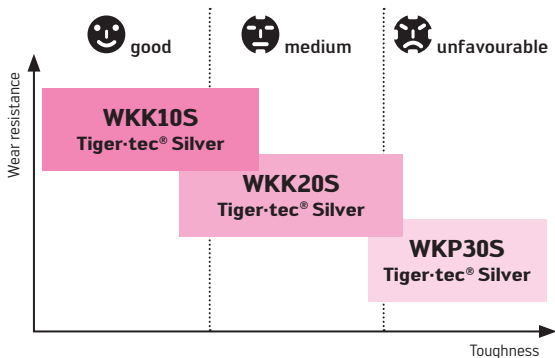 good
medium
unfavourable
Wear resistance
WKK10S
Tiger·tec® Silver
WKK20S
Tiger·tec® Silver
WKP30S
Tiger·tec® Silver
Toughness